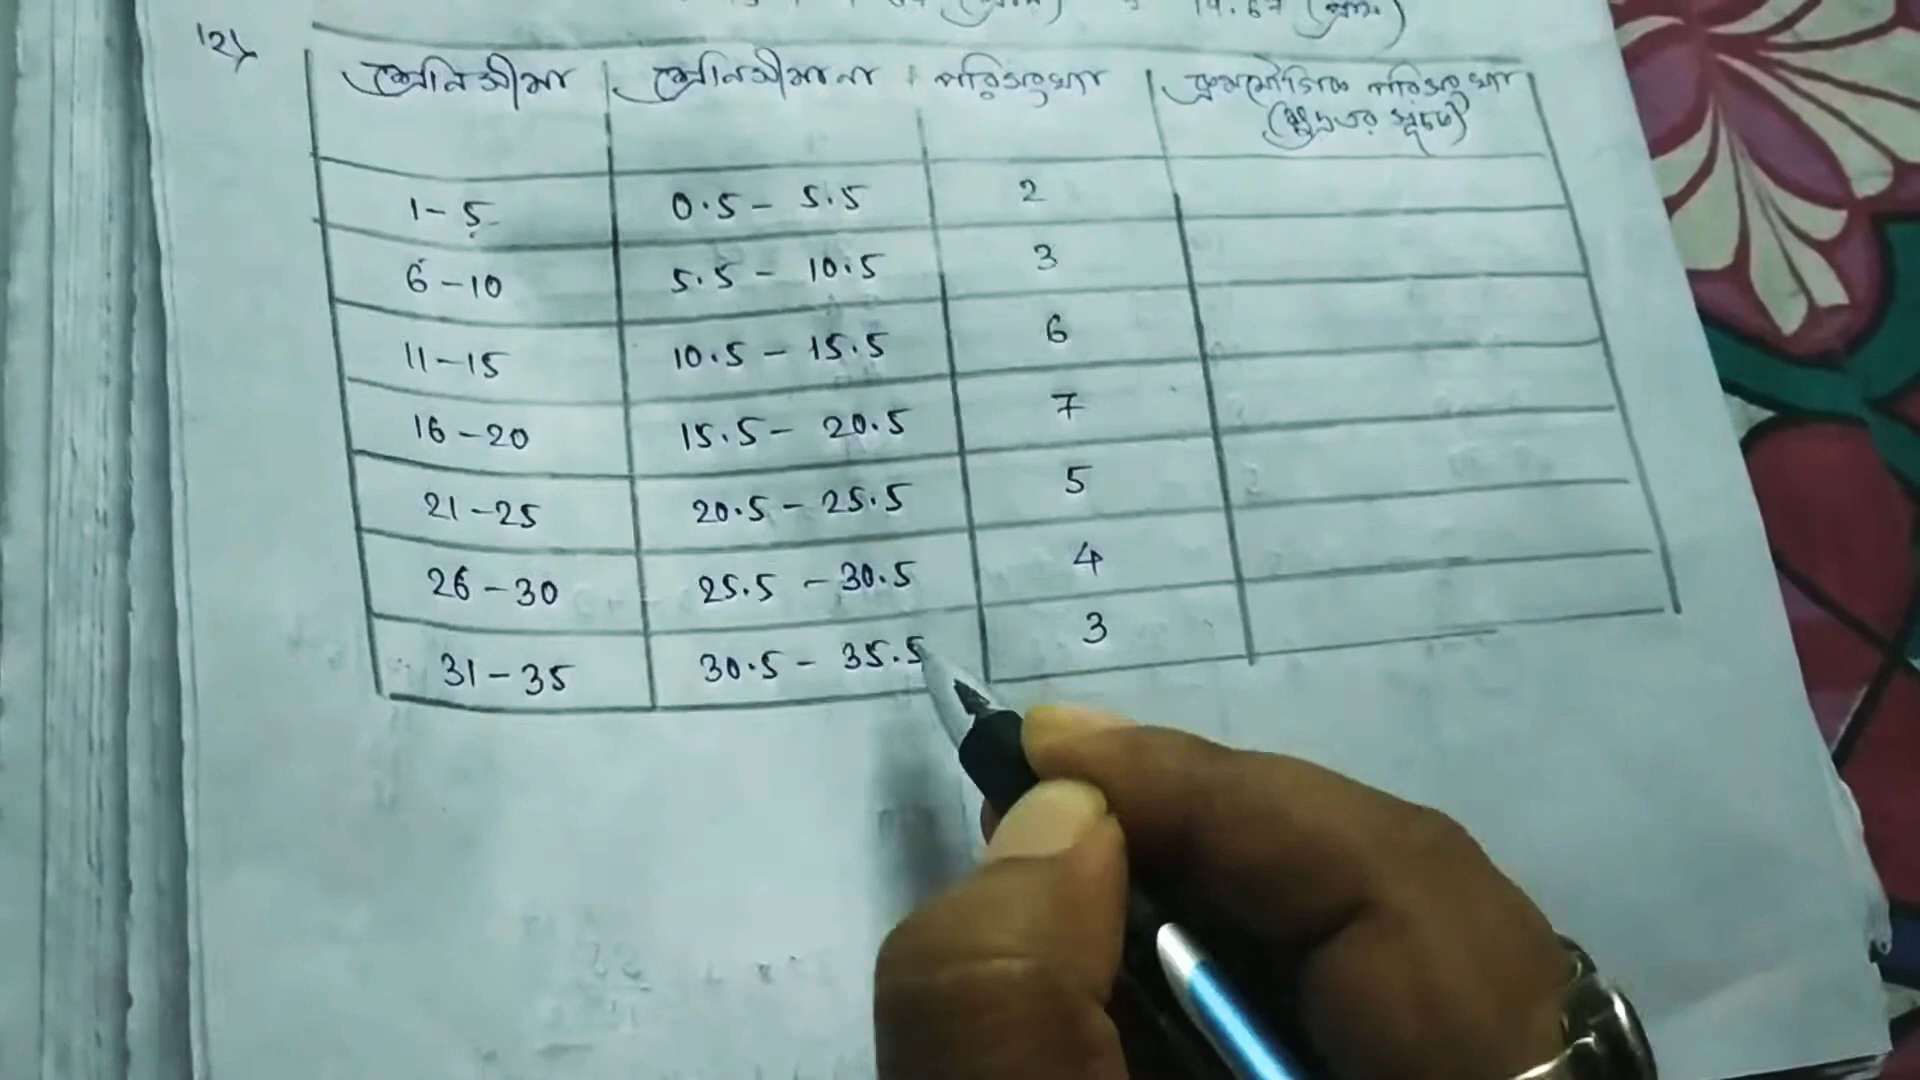 14.67 (প্রায়)
12)
শ্রেনিসীমা শ্রেনিসীমানা পরিসংখ্যা ক্রমযৌগিক পরিসংখ্যা
(ক্ষুদ্রতর সূচক)
1-5 0.5 - 5.5 2
6-10 5.5 - 10.5 3
11-15 10.5 - 15.5 6
16-20 15.5 - 20.5 7
21-25 20.5 - 25.5 5
26-30 25.5 - 30.5 4
31-35 30.5 - 35.5 3